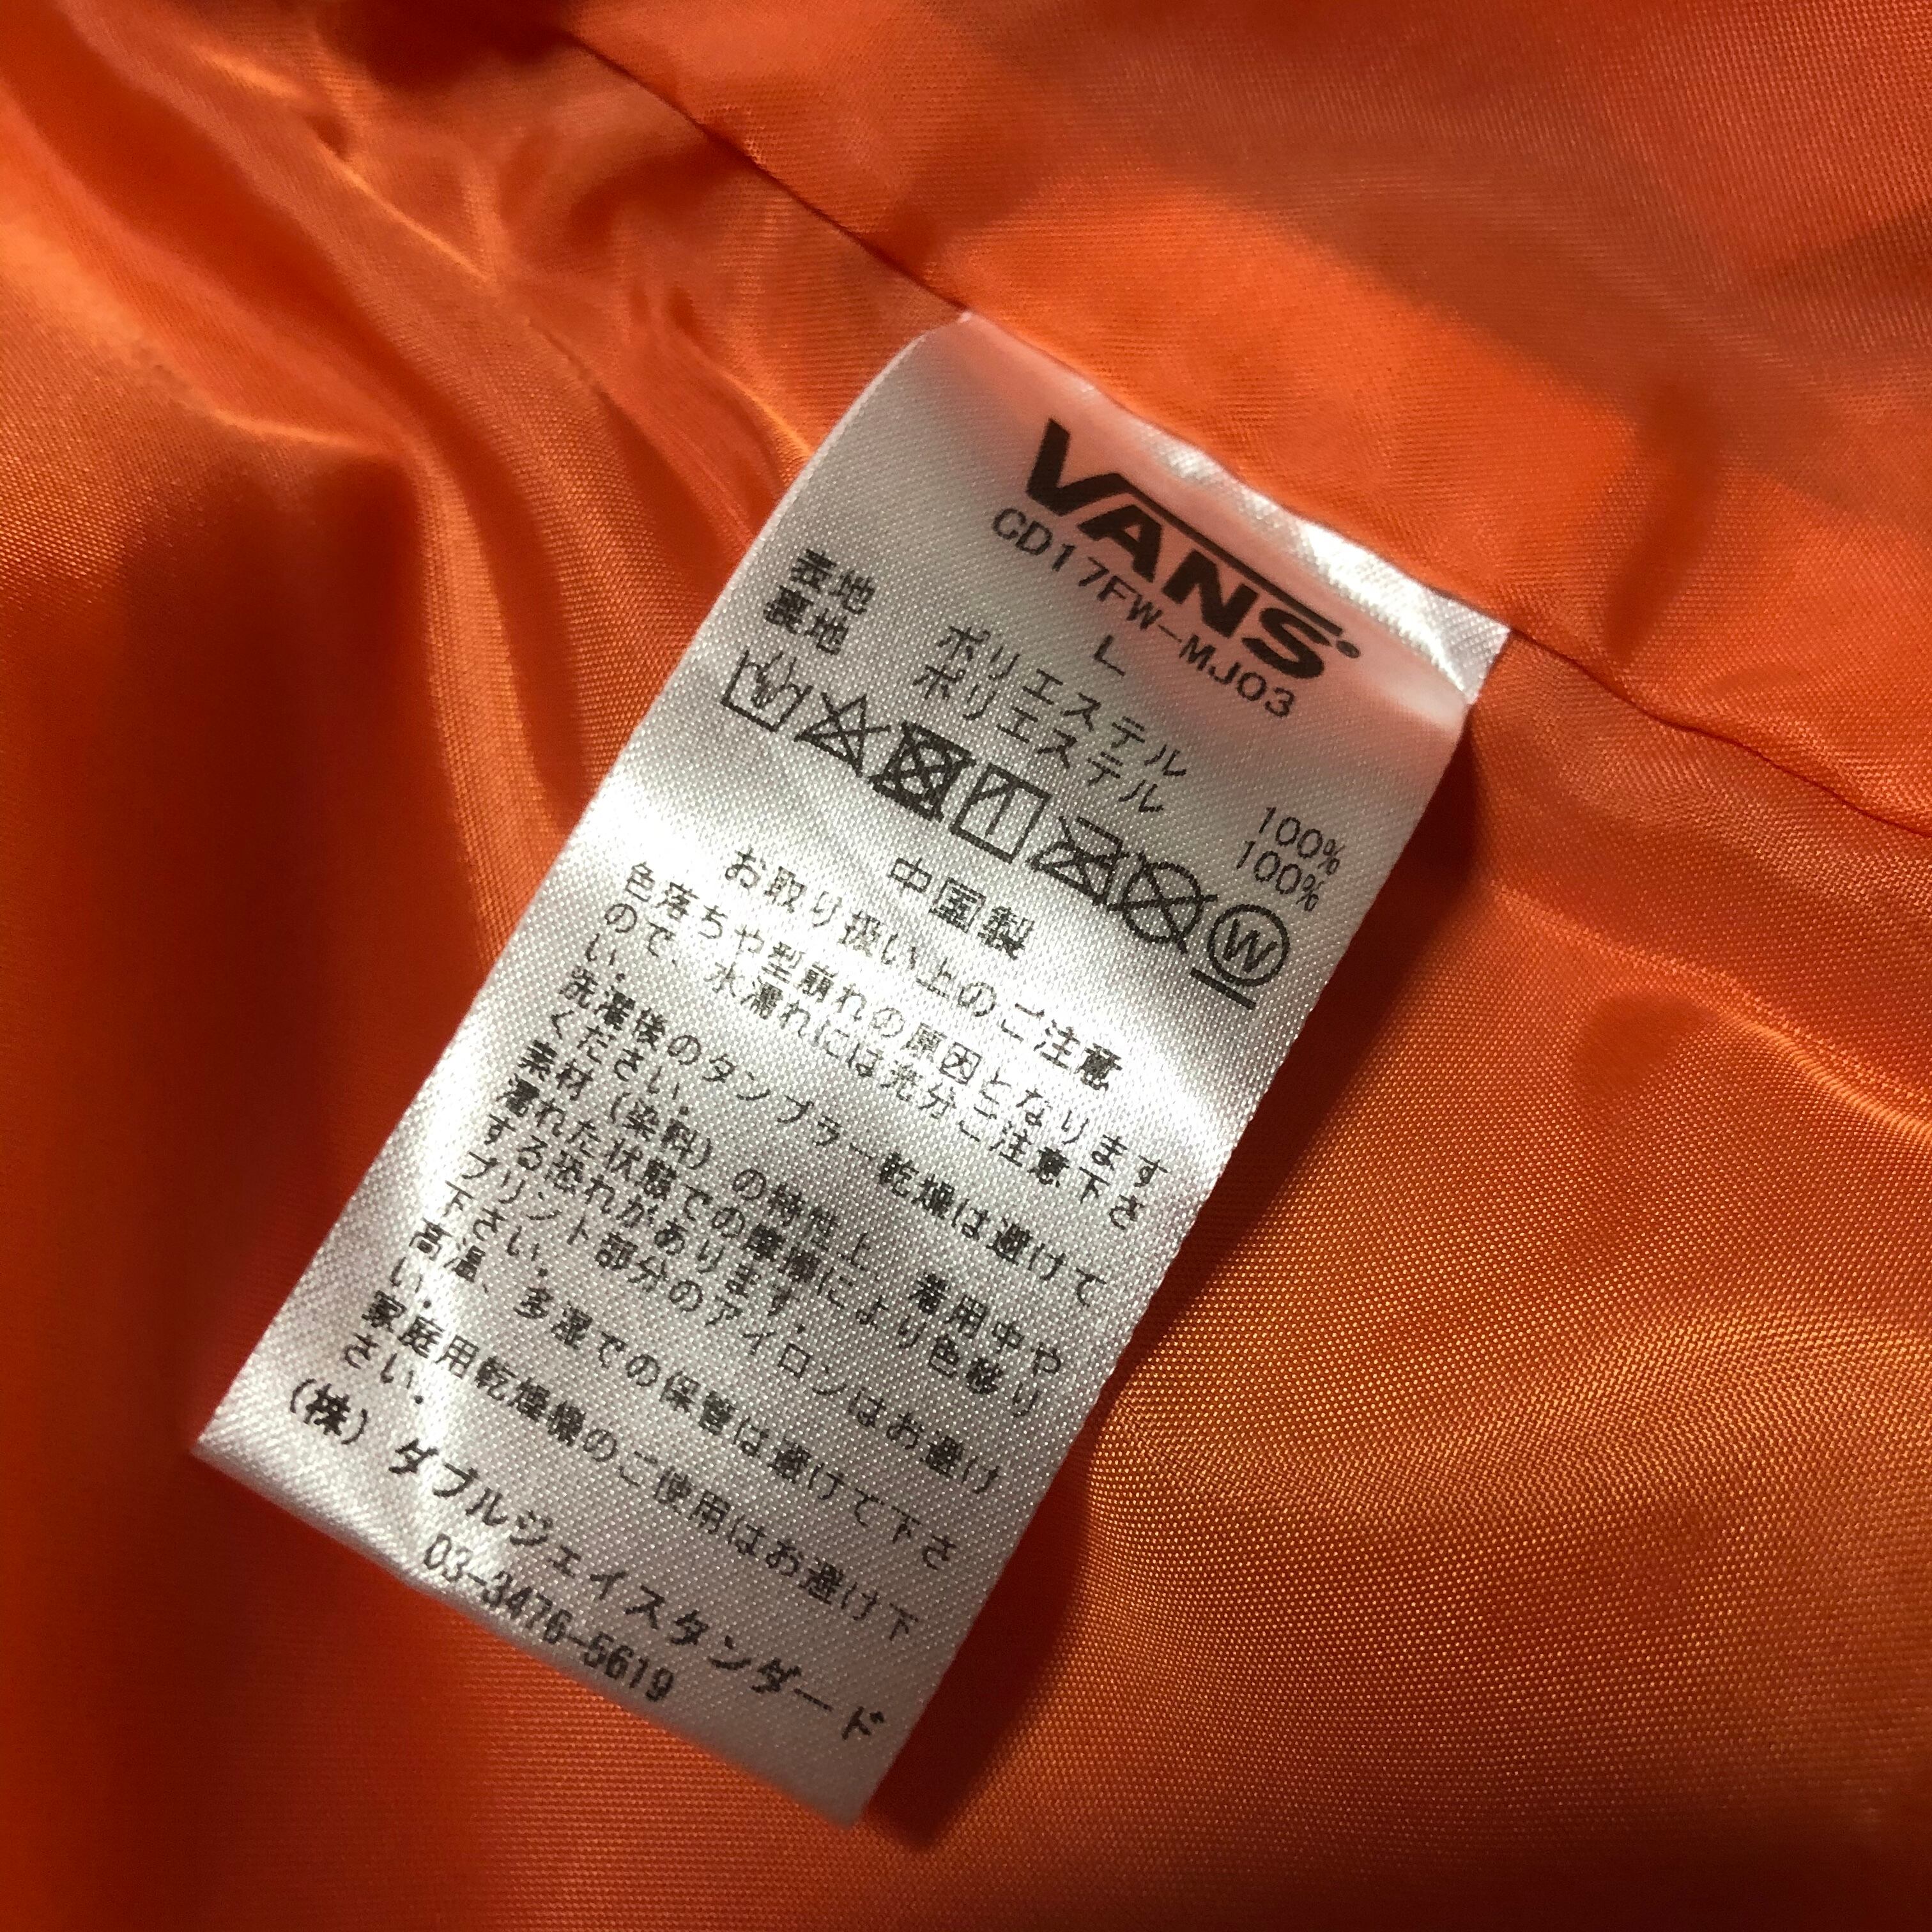 VANS
CD17FW-MJ03
L
表地 ポリエステル 100%
裏地 ポリエステル 100%
W
中国製
お取り扱い上のご注意
色落ちや型崩れの原因となります
ので、水濡れには充分ご注意下さ
い。
洗濯後のタンブラー乾燥は避けて
ください。
素材(染料)の特性上、着用中や
濡れた状態での摩擦により色移り
する恐れがあります。
プリント部分のアイロンはお避け
下さい。
高温、多湿での保管は避けて下さ
い。
家庭用乾燥機のご使用はお避け下
さい。
(株)ダブルジェイスタンダード
03-3476-5619